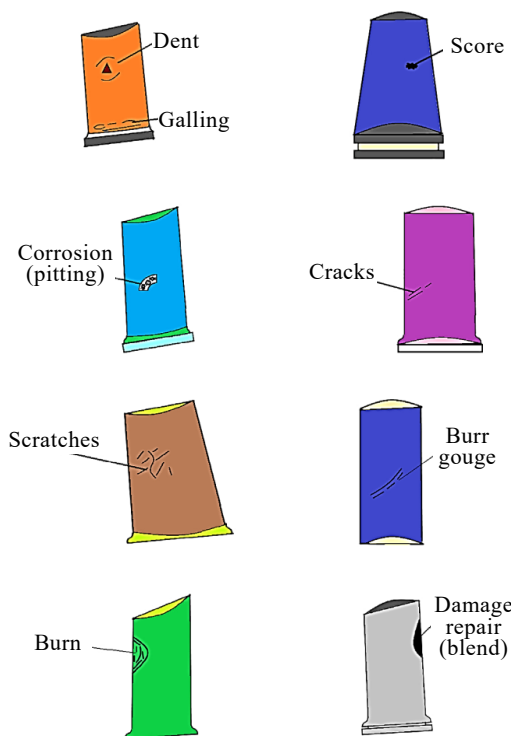 Dent
Galling
Score
Corrosion
(pitting)
Cracks
Scratches
Burr
gouge
Burn
Damage
repair
(blend)